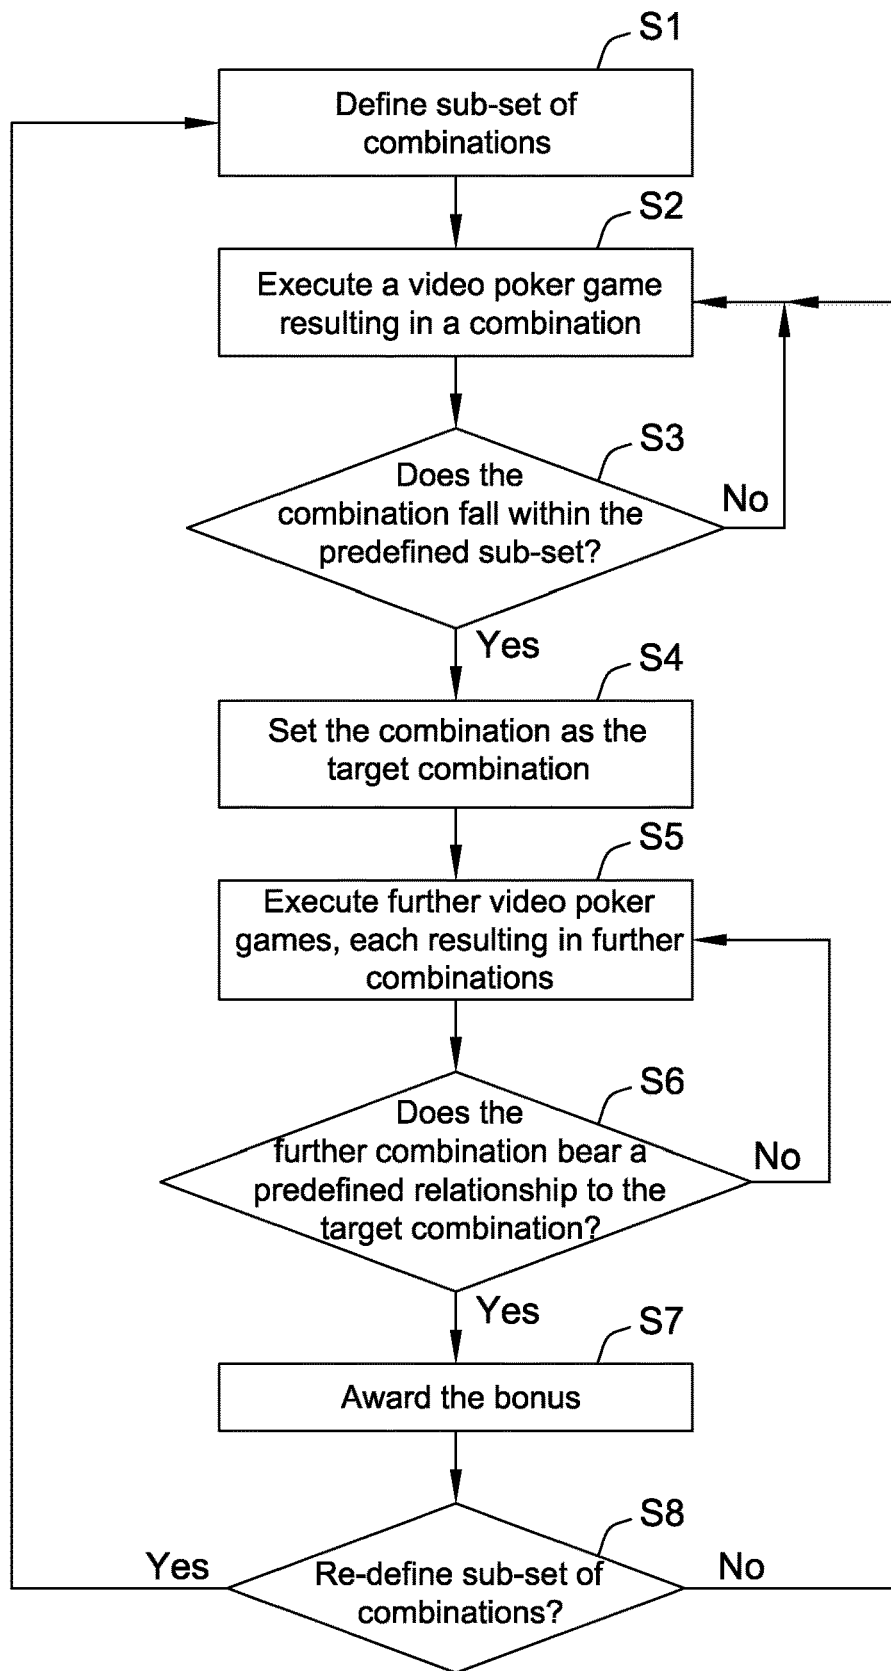 S1
Define sub-set of
combinations
S2
Execute a video poker game
resulting in a combination
S3
Does the
combination fall within the
predefined sub-set?
No
Yes
S4
Set the combination as the
target combination
S5
Execute further video poker
games, each resulting in further
combinations
S6
Does the
further combination bear a
predefined relationship to the
target combination?
No
Yes
S7
Award the bonus
S8
Yes
Re-define sub-set of
combinations?
No